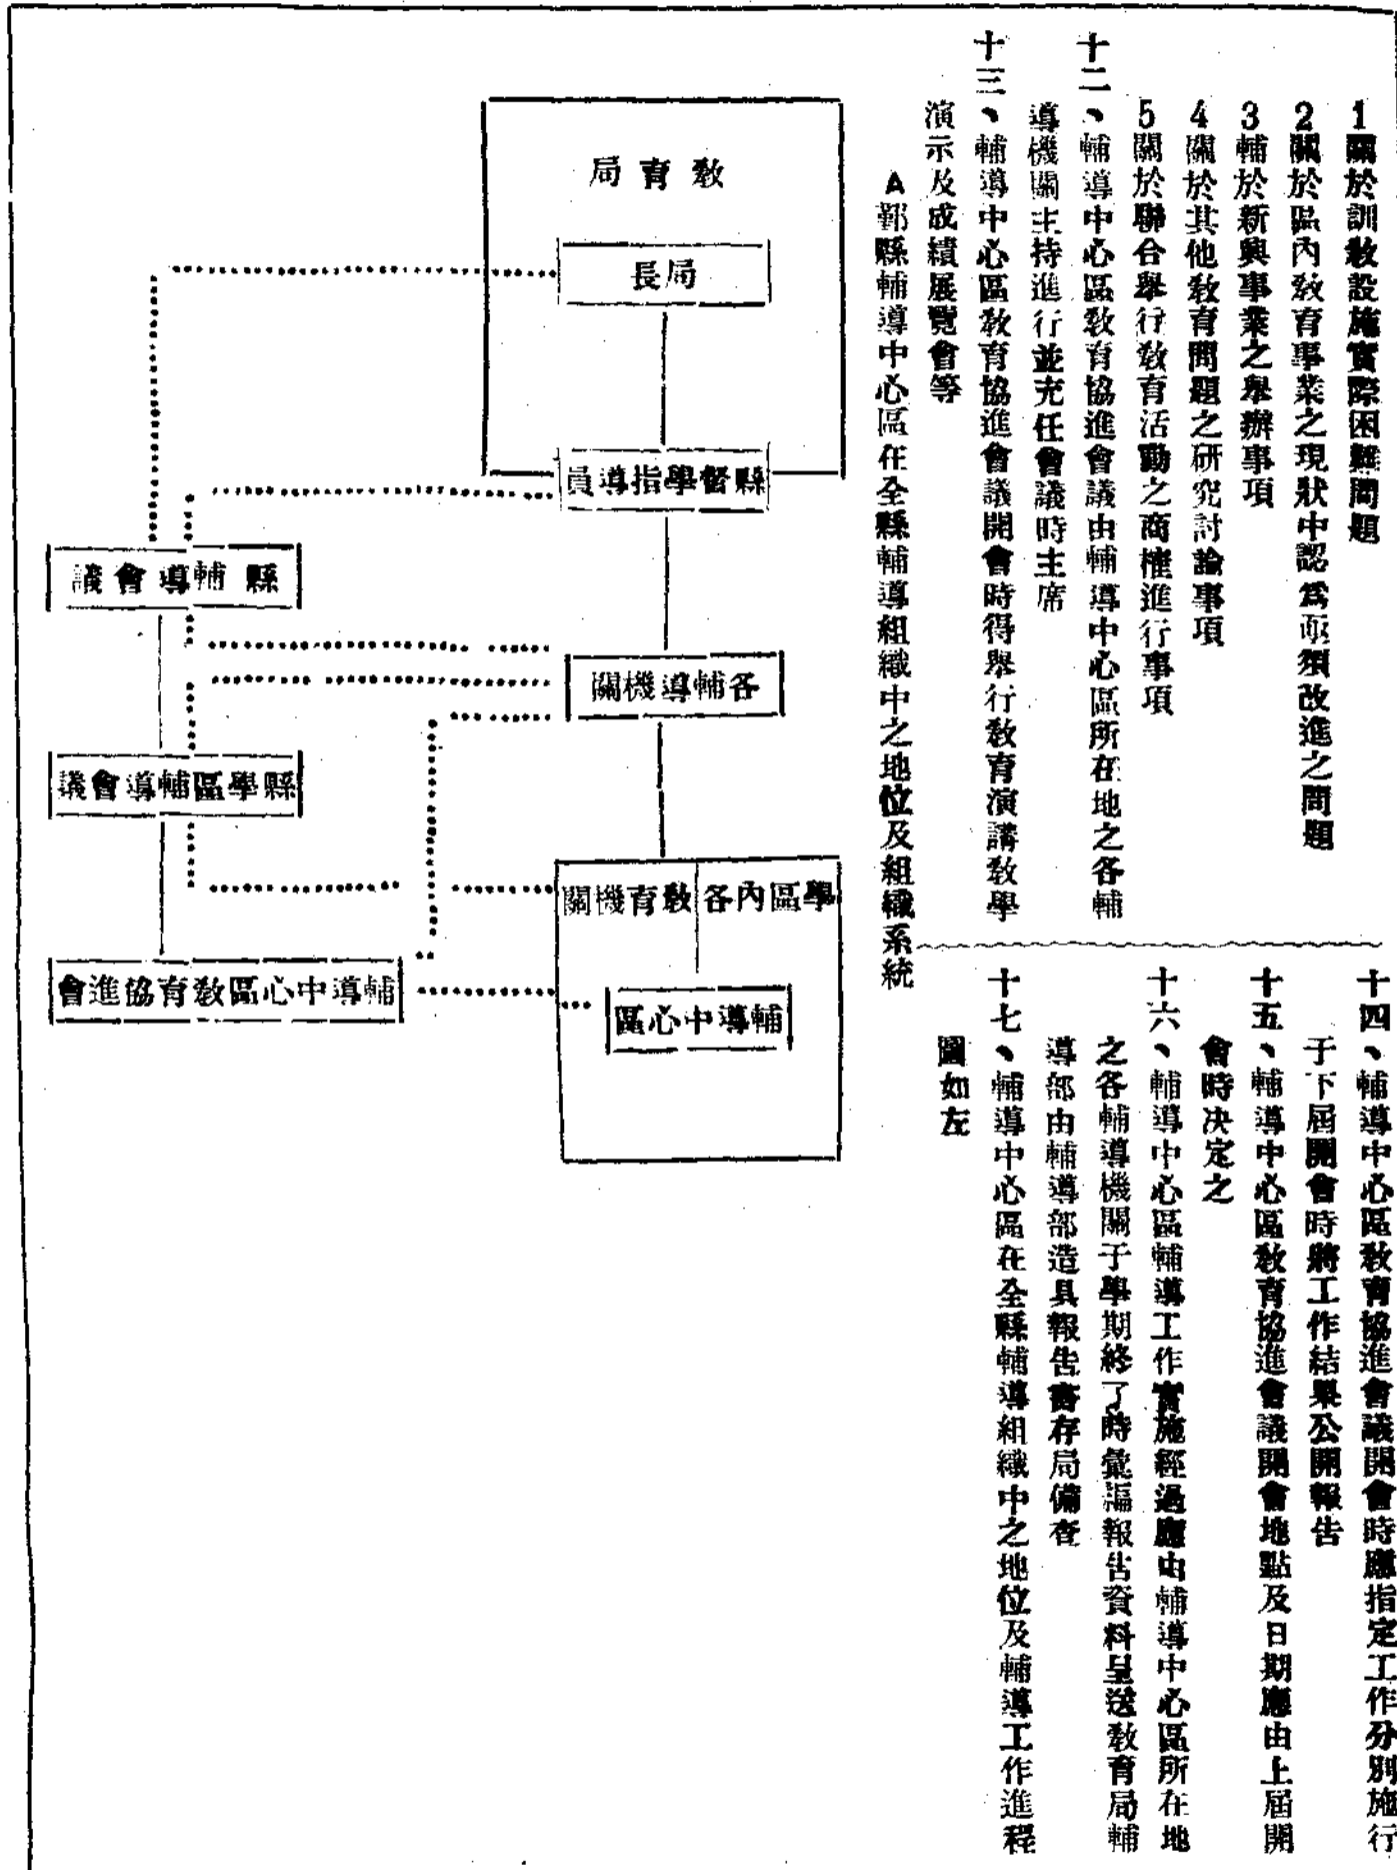 1關於訓教設施實際困難問題
2關於區內教育事業之現狀中認爲亟須改進之問題
3輔於新興事業之舉辦事項
4關於其他教育問題之研究討論事項
5關於聯合舉行教育活動之商榷進行事項
十二、輔導中心區教育協進會議由輔導中心區所在地之各輔
導機關主持進行並充任會議時主席
十三、輔導中心區教育協進會議開會時得舉行教育演講教學
演示及成績展覽會等
十四、輔導中心區教育協進會議開會時應指定工作分別施行
于下屆開會時將工作結果公開報告
十五、輔導中心區教育協進會議開會地點及日期應由上屆開
會時決定之
十六、輔導中心區輔導工作實施經過應由輔導中心區所在地
之各輔導機關于學期終了時彙編報告資料呈送教育局輔
導部由輔導部造具報告書存局備查
十七、輔導中心區在全縣輔導組織中之地位及輔導工作進程
圖如左
A鄞縣輔導中心區在全縣輔導組織中之地位及組織系統
教育局
局長
縣督學指導員
縣輔導會議
各輔導機關
縣學區輔導會議
學區內各教育機關
輔導中心區教育協進會
輔導中心區